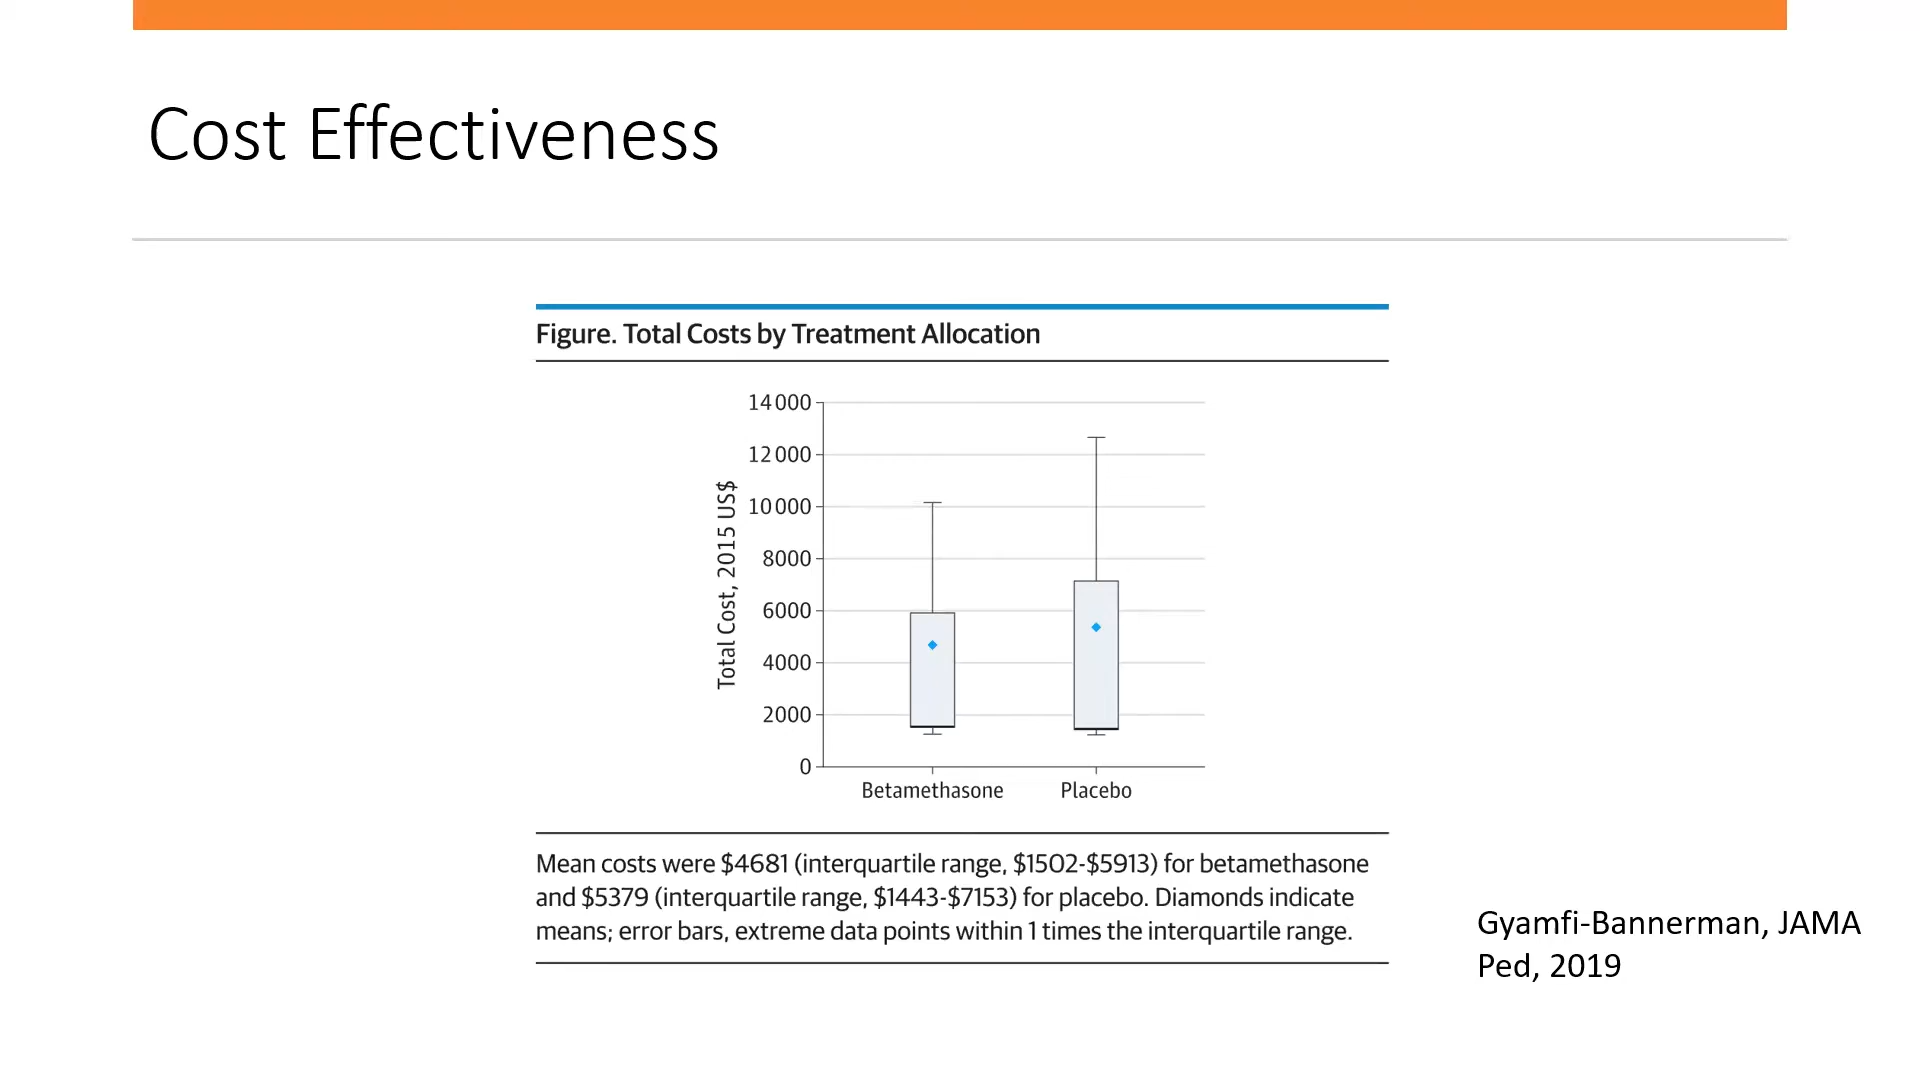 Cost Effectiveness
Figure. Total Costs by Treatment Allocation
14 000
12 000
10 000
8000
6000
4000
2000
0
Total Cost, 2015 US$
Betamethasone
Placebo
Mean costs were $4681 (interquartile range, $1502-$5913) for betamethasone
and $5379 (interquartile range, $1443-$7153) for placebo. Diamonds indicate
means; error bars, extreme data points within 1 times the interquartile range.
Gyamfi-Bannerman, JAMA
Ped, 2019